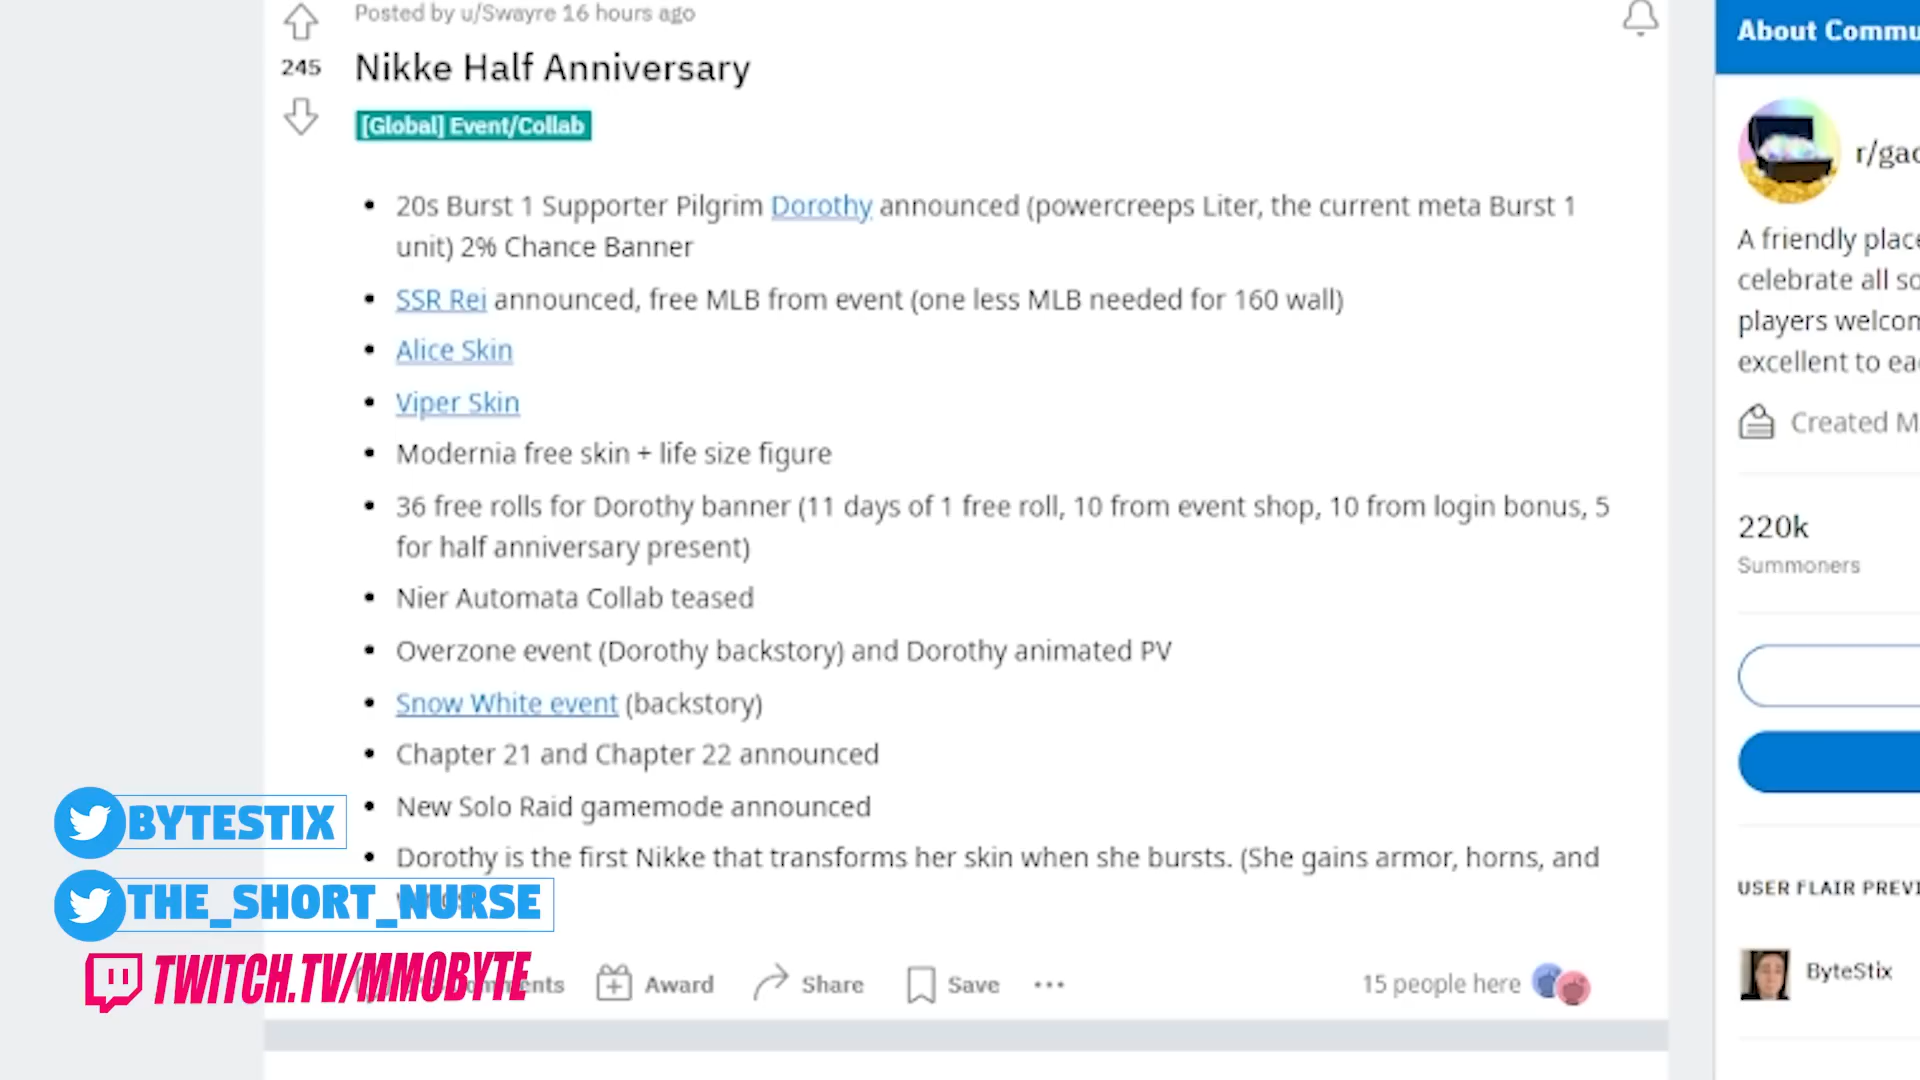 Posted by u/Swayre 16 hours ago
About Commu
245
Nikke Half Anniversary
[Global] Event/Collab
r/gac
• 20s Burst 1 Supporter Pilgrim Dorothy announced (powercreeps Liter, the current meta Burst 1
unit) 2% Chance Banner
• SSR Rei announced, free MLB from event (one less MLB needed for 160 wall)
• Alice Skin
• Viper Skin
• Modernia free skin + life size figure
• 36 free rolls for Dorothy banner (11 days of 1 free roll, 10 from event shop, 10 from login bonus, 5
for half anniversary present)
• Nier Automata Collab teased
• Overzone event (Dorothy backstory) and Dorothy animated PV
• Snow White event (backstory)
• Chapter 21 and Chapter 22 announced
• New Solo Raid gamemode announced
• Dorothy is the first Nikke that transforms her skin when she bursts. (She gains armor, horns, and
Award
Share
Save
15 people here
A friendly place
celebrate all so
players welcom
excellent to ea
Created M
220k
Summoners
USER FLAIR PREVI
ByteStix
BYTESTIX
THE_SHORT_NURSE
TWITCH.TV/MMOBYTE